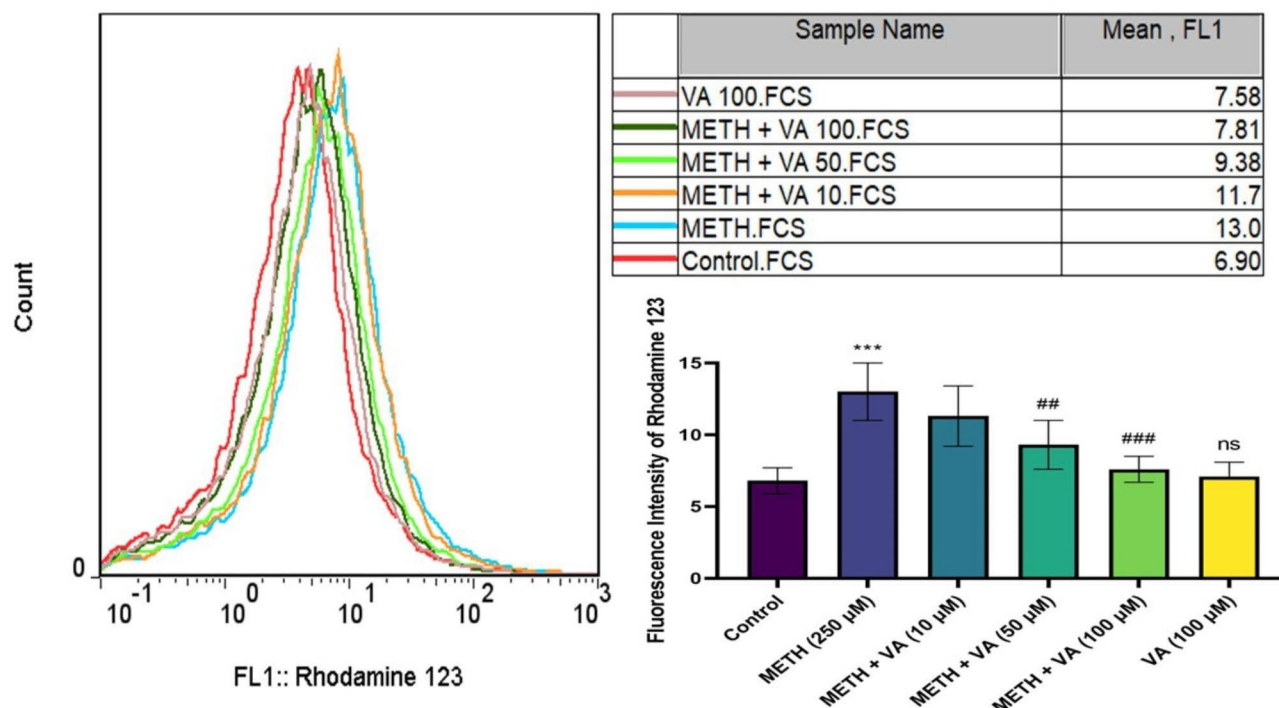 Count
0
10^-1 10^0 10^1 10^2 10^3
FL1:: Rhodamine 123
Sample Name Mean , FL1
VA 100.FCS 7.58
METH + VA 100.FCS 7.81
METH + VA 50.FCS 9.38
METH + VA 10.FCS 11.7
METH.FCS 13.0
Control.FCS 6.90
Fluorescence Intensity of Rhodamine 123
15
10
5
0
***
##
###
ns
Control
METH (250 µM)
METH + VA (10 µM)
METH + VA (50 µM)
METH + VA (100 µM)
VA (100 µM)